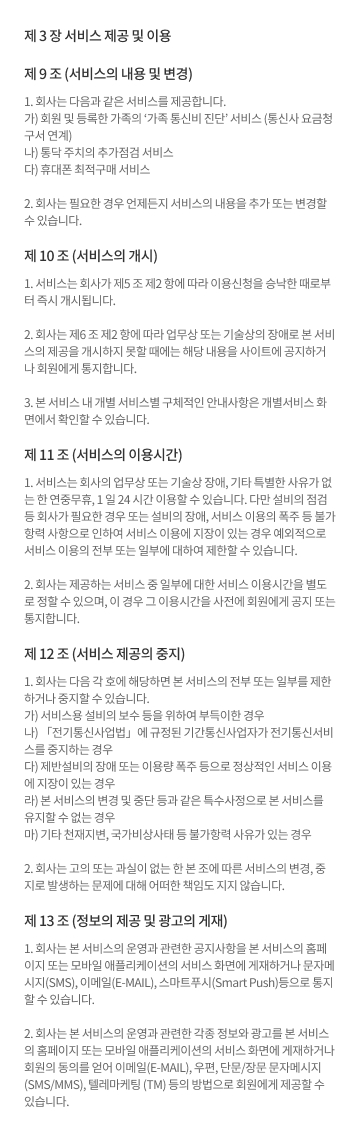 제 3 장 서비스 제공 및 이용
제 9 조 (서비스의 내용 및 변경)
1. 회사는 다음과 같은 서비스를 제공합니다.
가) 회원 및 등록한 가족의 ‘가족 통신비 진단’ 서비스 (통신사 요금청
구서 연계)
나) 통닥 주치의 추가점검 서비스
다) 휴대폰 최적구매 서비스
2. 회사는 필요한 경우 언제든지 서비스의 내용을 추가 또는 변경할
수 있습니다.
제 10 조 (서비스의 개시)
1. 서비스는 회사가 제5 조 제2 항에 따라 이용신청을 승낙한 때로부
터 즉시 개시됩니다.
2. 회사는 제6 조 제2 항에 따라 업무상 또는 기술상의 장애로 본 서비
스의 제공을 개시하지 못할 때에는 해당 내용을 사이트에 공지하거
나 회원에게 통지합니다.
3. 본 서비스 내 개별 서비스별 구체적인 안내사항은 개별서비스 화
면에서 확인할 수 있습니다.
제 11 조 (서비스의 이용시간)
1. 서비스는 회사의 업무상 또는 기술상 장애, 기타 특별한 사유가 없
는 한 연중무휴, 1 일 24 시간 이용할 수 있습니다. 다만 설비의 점검
등 회사가 필요한 경우 또는 설비의 장애, 서비스 이용의 폭주 등 불가
항력 사항으로 인하여 서비스 이용에 지장이 있는 경우 예외적으로
서비스 이용의 전부 또는 일부에 대하여 제한할 수 있습니다.
2. 회사는 제공하는 서비스 중 일부에 대한 서비스 이용시간을 별도
로 정할 수 있으며, 이 경우 그 이용시간을 사전에 회원에게 공지 또는
통지합니다.
제 12 조 (서비스 제공의 중지)
1. 회사는 다음 각 호에 해당하면 본 서비스의 전부 또는 일부를 제한
하거나 중지할 수 있습니다.
가) 서비스용 설비의 보수 등을 위하여 부득이한 경우
나) 「전기통신사업법」에 규정된 기간통신사업자가 전기통신서비
스를 중지하는 경우
다) 제반설비의 장애 또는 이용량 폭주 등으로 정상적인 서비스 이용
에 지장이 있는 경우
라) 본 서비스의 변경 및 중단 등과 같은 특수사정으로 본 서비스를
유지할 수 없는 경우
마) 기타 천재지변, 국가비상사태 등 불가항력 사유가 있는 경우
2. 회사는 고의 또는 과실이 없는 한 본 조에 따른 서비스의 변경, 중
지로 발생하는 문제에 대해 어떠한 책임도 지지 않습니다.
제 13 조 (정보의 제공 및 광고의 게재)
1. 회사는 본 서비스의 운영과 관련한 공지사항을 본 서비스의 홈페
이지 또는 모바일 애플리케이션의 서비스 화면에 게재하거나 문자메
시지(SMS), 이메일(E-MAIL), 스마트푸시(Smart Push)등으로 통지
할 수 있습니다.
2. 회사는 본 서비스의 운영과 관련한 각종 정보와 광고를 본 서비스
의 홈페이지 또는 모바일 애플리케이션의 서비스 화면에 게재하거나
회원의 동의를 얻어 이메일(E-MAIL), 우편, 단문/장문 문자메시지
(SMS/MMS), 텔레마케팅 (TM) 등의 방법으로 회원에게 제공할 수
있습니다.